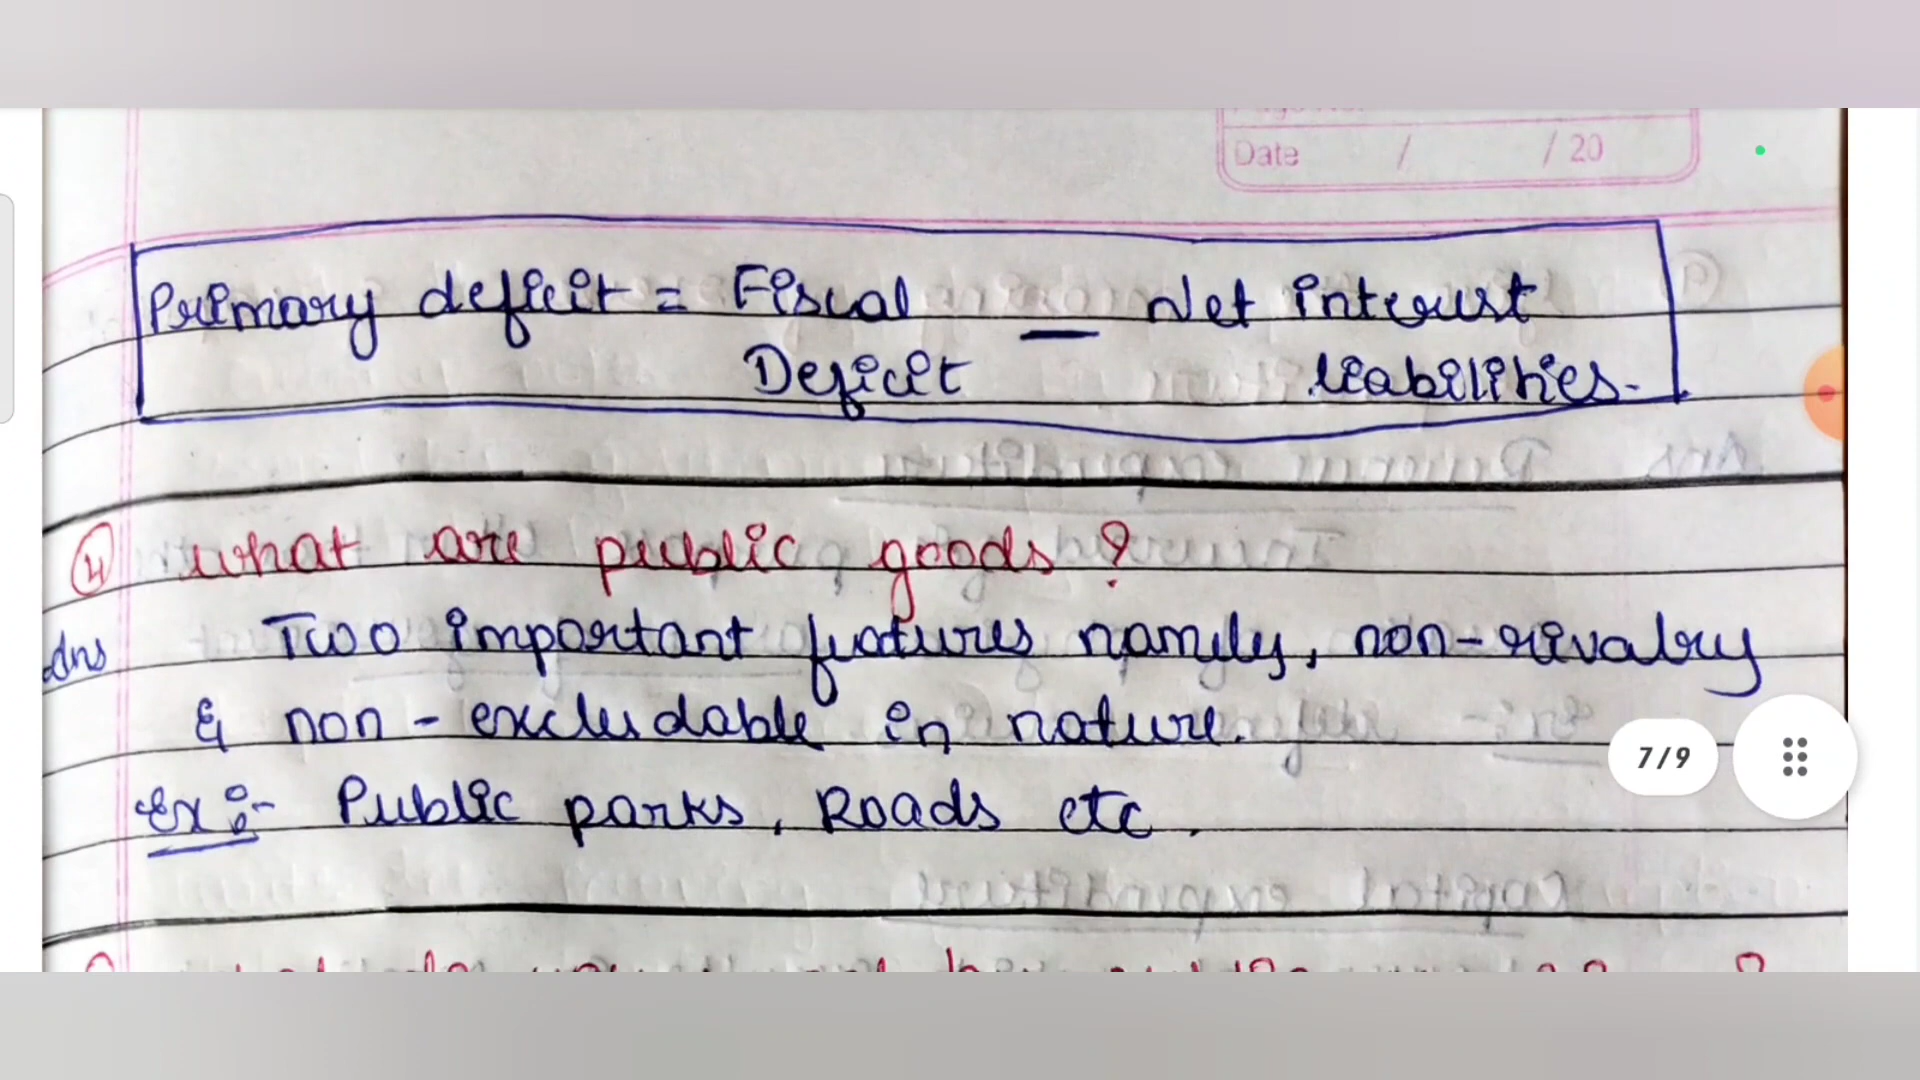 Date / / 20
Primary deficit = Fiscal — Net interest
Deficit liabilities.
4 what are public goods?
Ans Two important features namely, non-rivalry
& non-excludable in nature.
Ex:- Public parks, Roads etc.
7/9